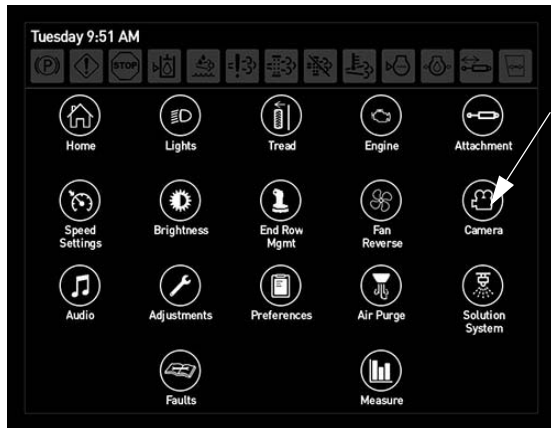 Tuesday 9:51 AM
(P) STOP
Home Lights Tread Engine Attachment
Speed Settings Brightness End Row Mgmt Fan Reverse Camera
Audio Adjustments Preferences Air Purge Solution System
Faults Measure